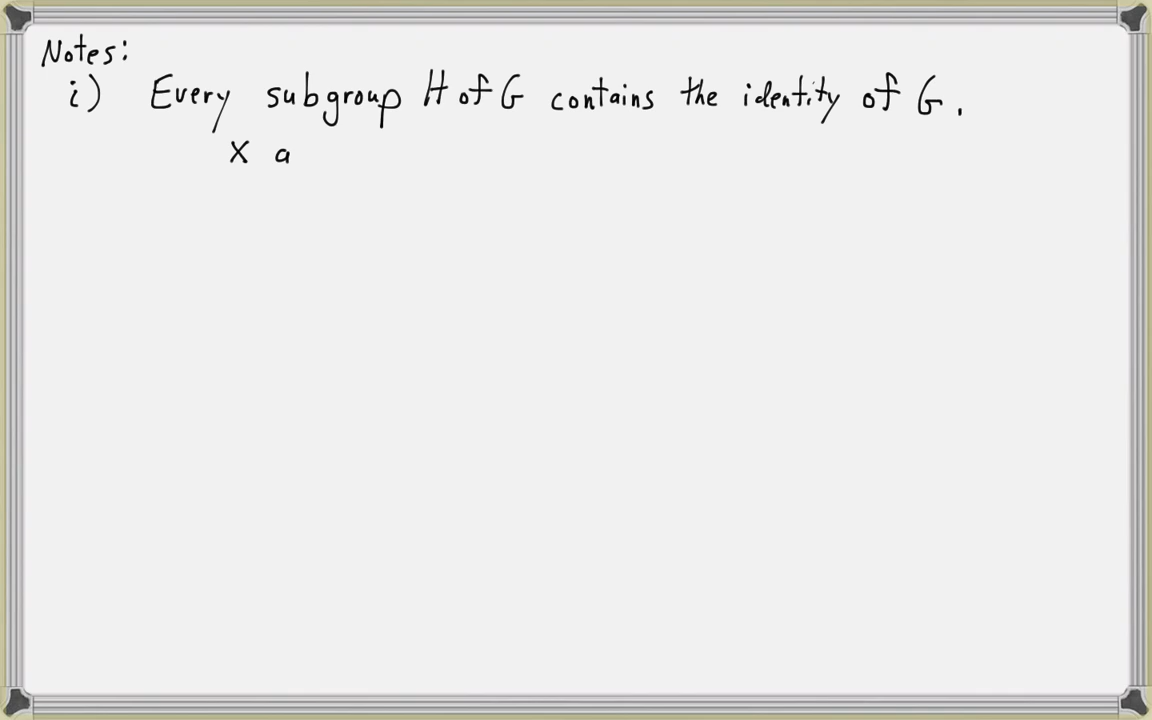 Notes:
i) Every subgroup H of G contains the identity of G.
x a